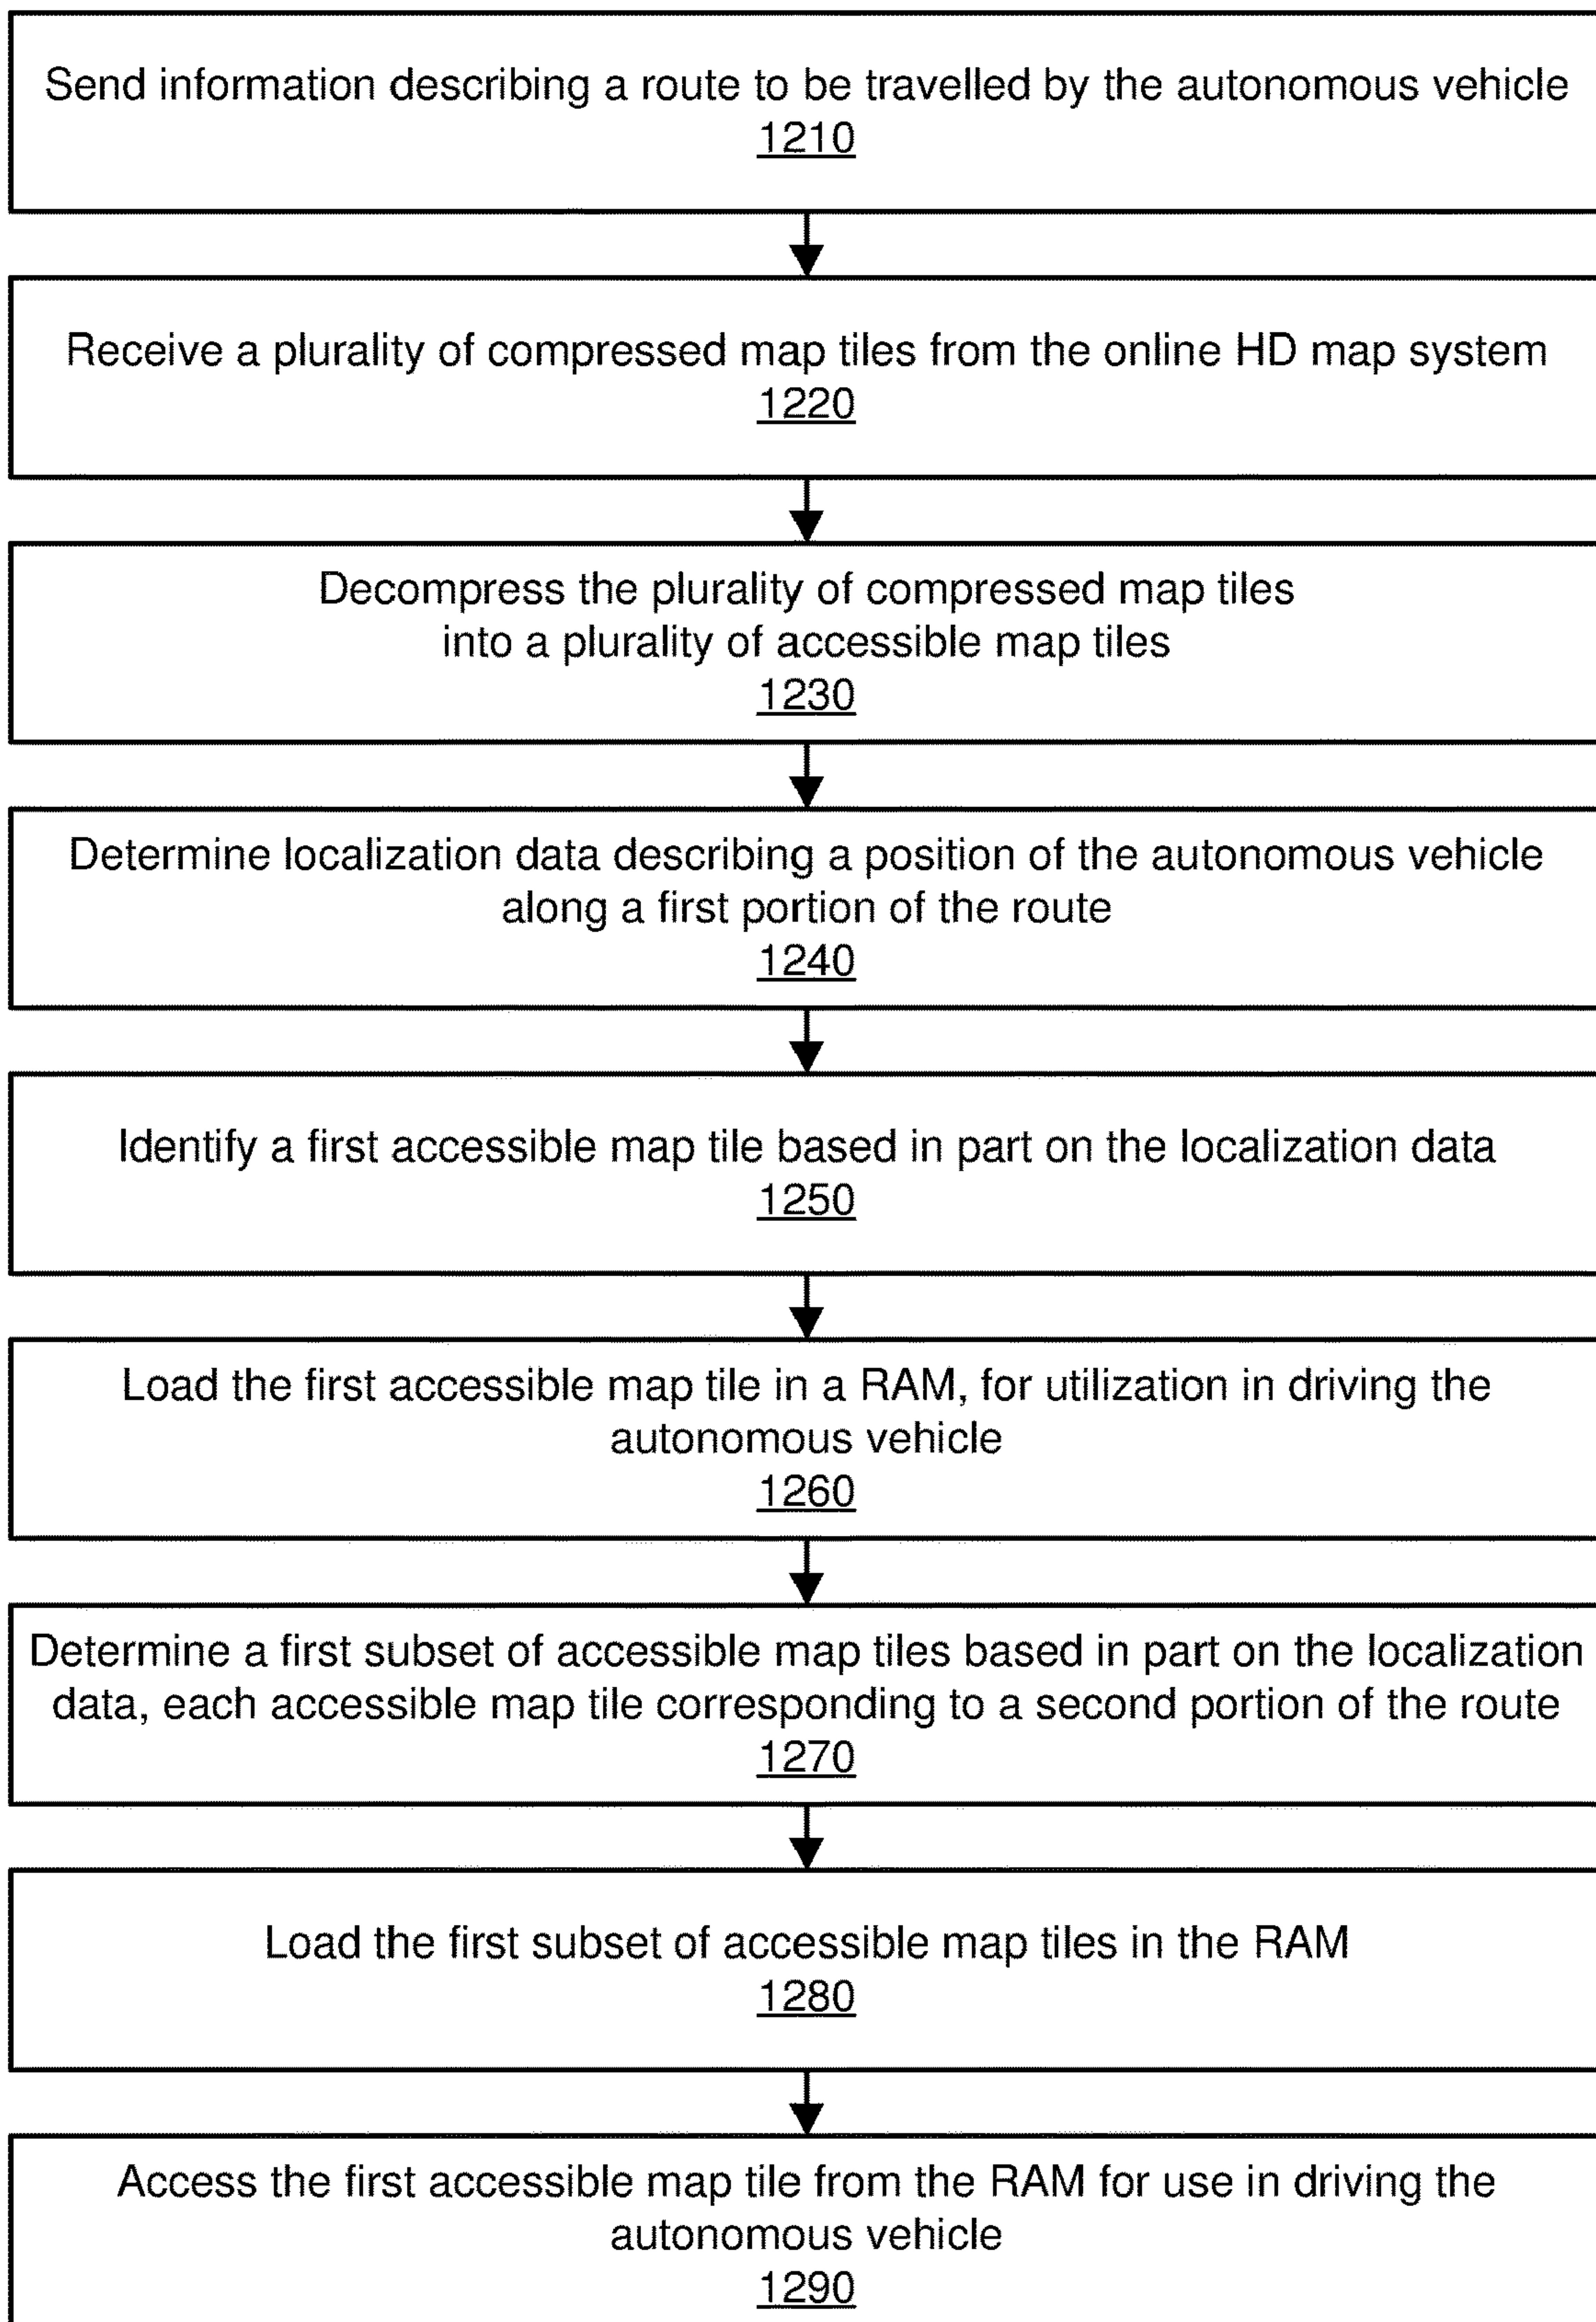 Send information describing a route to be travelled by the autonomous vehicle
1210
Receive a plurality of compressed map tiles from the online HD map system
1220
Decompress the plurality of compressed map tiles
into a plurality of accessible map tiles
1230
Determine localization data describing a position of the autonomous vehicle
along a first portion of the route
1240
Identify a first accessible map tile based in part on the localization data
1250
Load the first accessible map tile in a RAM, for utilization in driving the
autonomous vehicle
1260
Determine a first subset of accessible map tiles based in part on the localization
data, each accessible map tile corresponding to a second portion of the route
1270
Load the first subset of accessible map tiles in the RAM
1280
Access the first accessible map tile from the RAM for use in driving the
autonomous vehicle
1290